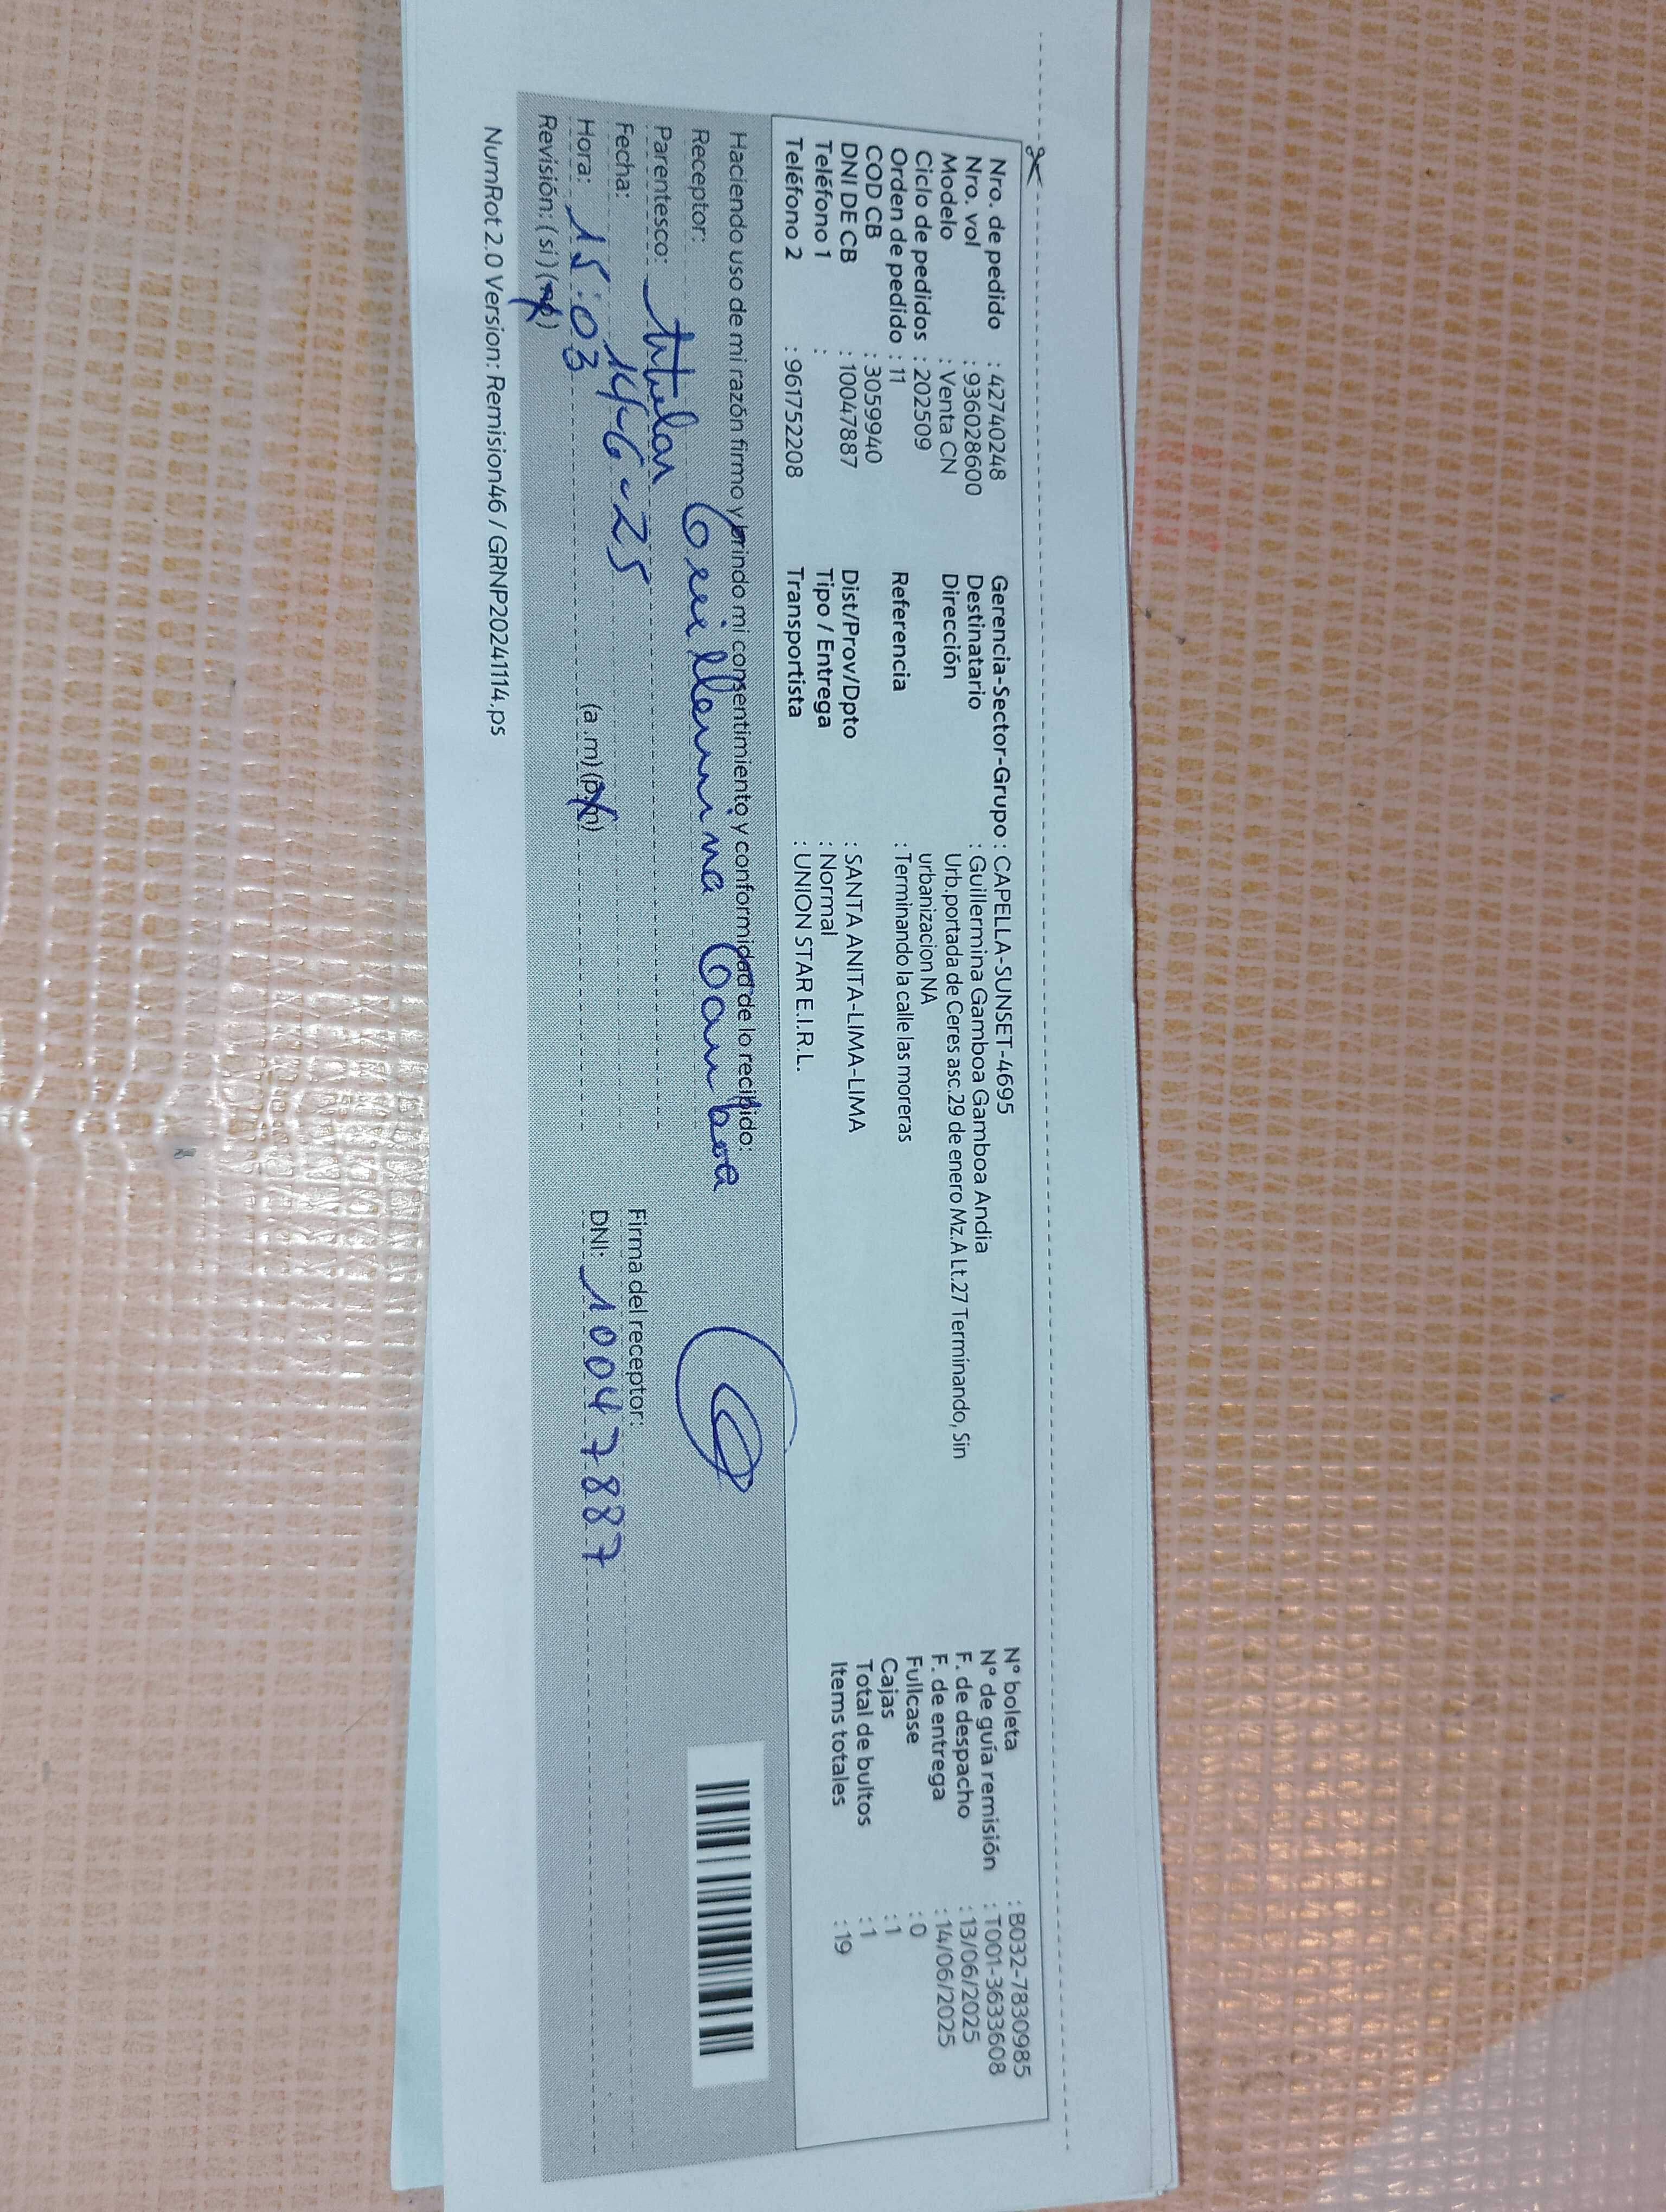 Nro. de pedido : 42740248
Nro. vol : 936028600
Modelo : Venta CN
Ciclo de pedidos : 202509
Orden de pedido : 11
COD CB : 3059940
DNI DE CB : 10047887
Teléfono 1 :
Teléfono 2 : 961752208
Gerencia-Sector-Grupo : CAPELLA-SUNSET-4695
Destinatario : Guillermina Gamboa Gamboa Andia
Dirección Urb.portada de Ceres asc.29 de enero Mz.A Lt.27 Terminando, Sin
urbanizacion NA
Referencia : Terminando la calle las moreras
Dist/Prov/Dpto : SANTA ANITA-LIMA-LIMA
Tipo / Entrega : Normal
Transportista : UNION STAR E.I.R.L.
N° boleta : B032-7830985
N° de guía remisión : T001-3633608
F. de despacho : 13/06/2025
F. de entrega : 14/06/2025
Fullcase : 0
Cajas : 1
Total de bultos : 1
Items totales : 19
Haciendo uso de mi razón firmo y brindo mi consentimiento y conformidad de lo recibido:
Receptor: Guillermina Gamboa
Parentesco: titular
Fecha: 14-6-25
Hora: 15:03 (a.m) (p.m)
Revisión: ( si ) (no)
Firma del receptor:
DNI: 10047887
NumRot 2.0 Version: Remision46 / GRNP20241114.ps